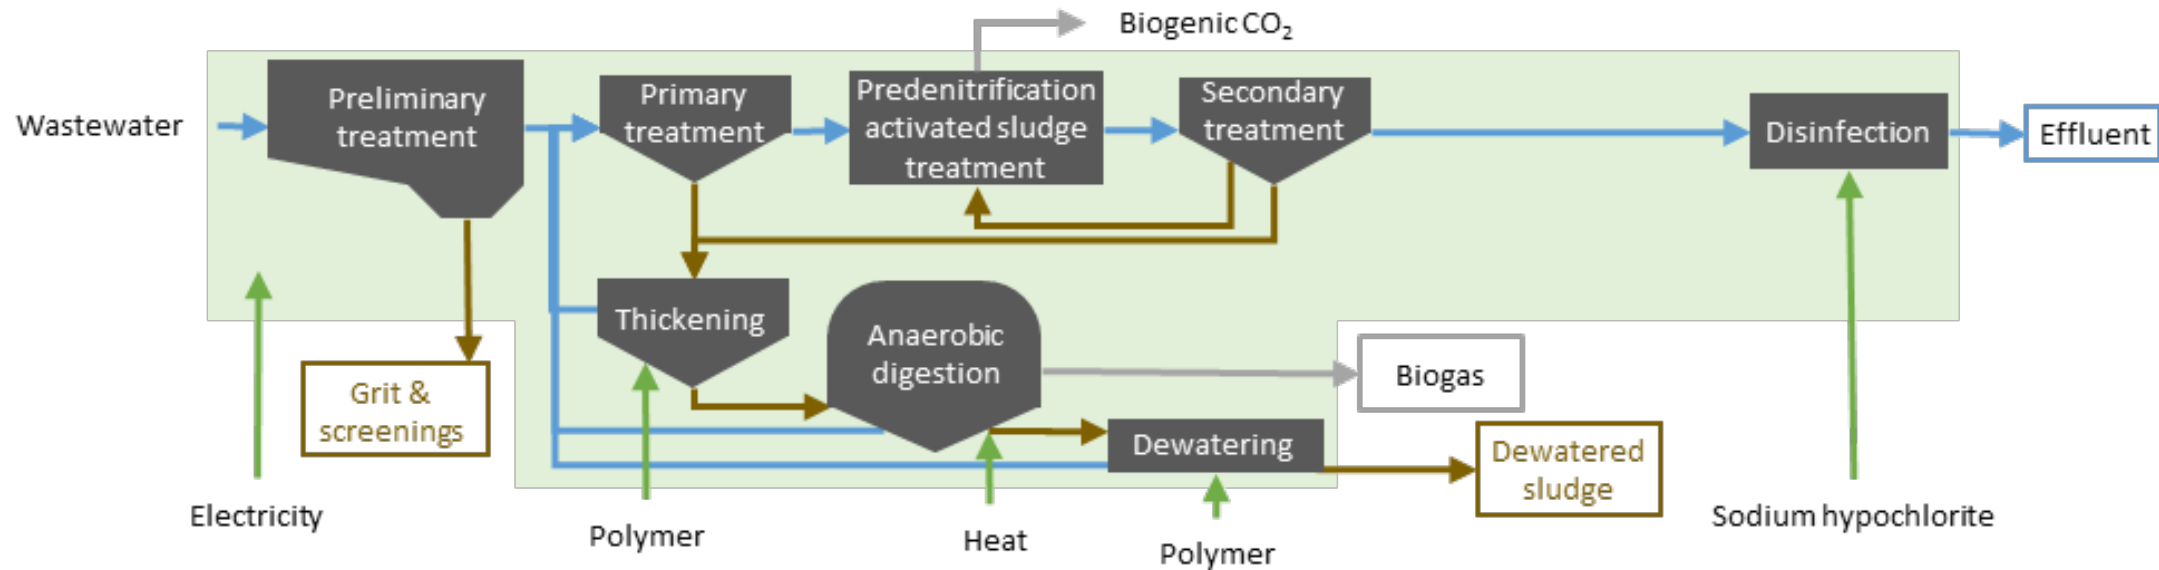 Biogenic CO₂
Wastewater
Preliminary
treatment
Primary
treatment
Predenitrification
activated sludge
treatment
Secondary
treatment
Disinfection
Effluent
Thickening
Anaerobic
digestion
Biogas
Grit &
screenings
Dewatering
Dewatered
sludge
Electricity
Polymer
Heat
Polymer
Sodium hypochlorite